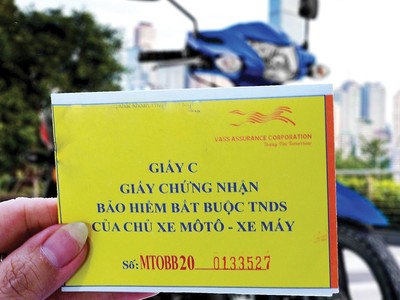 VASS ASSURANCE CORPORATION
GIẤY C
GIẤY CHỨNG NHẬN
BẢO HIỂM BẮT BUỘC TNDS
CỦA CHỦ XE MÔTÔ - XE MÁY
Số: MTOBB20 0133527